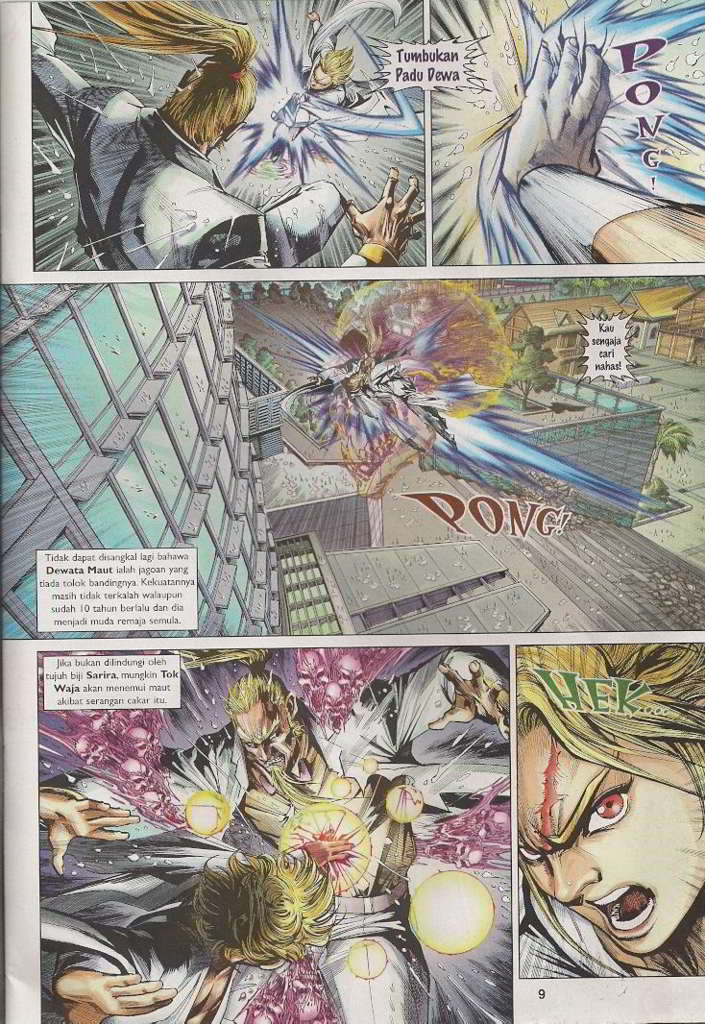 Tumbukan
Padu Dewa
PONG!
Kau
sengaja
cari
nahas!
PONG!
Tidak dapat disangkal lagi bahawa
Dewata Maut ialah jagoan yang
tiada tolok bandingnya. Kekuatannya
masih tidak terkalah walaupun
sudah 10 tahun berlalu dan dia
menjadi muda remaja semula.
Jika bukan dilindungi oleh
tujuh biji Sarira, mungkin Tok
Waja akan menemui maut
akibat serangan cakar itu.
HEK...
9